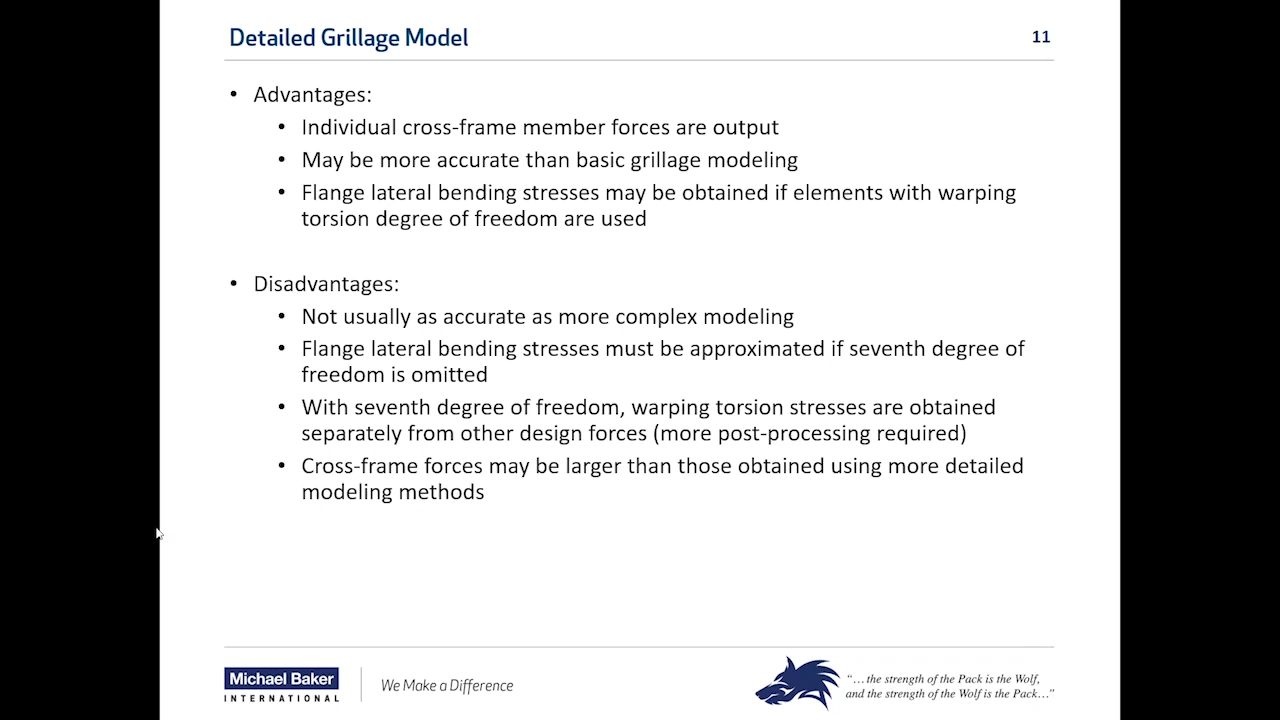 Detailed Grillage Model
11
• Advantages:
• Individual cross-frame member forces are output
• May be more accurate than basic grillage modeling
• Flange lateral bending stresses may be obtained if elements with warping
torsion degree of freedom are used
• Disadvantages:
• Not usually as accurate as more complex modeling
• Flange lateral bending stresses must be approximated if seventh degree of
freedom is omitted
• With seventh degree of freedom, warping torsion stresses are obtained
separately from other design forces (more post-processing required)
• Cross-frame forces may be larger than those obtained using more detailed
modeling methods
Michael Baker
INTERNATIONAL
We Make a Difference
“…the strength of the Pack is the Wolf,
and the strength of the Wolf is the Pack…”